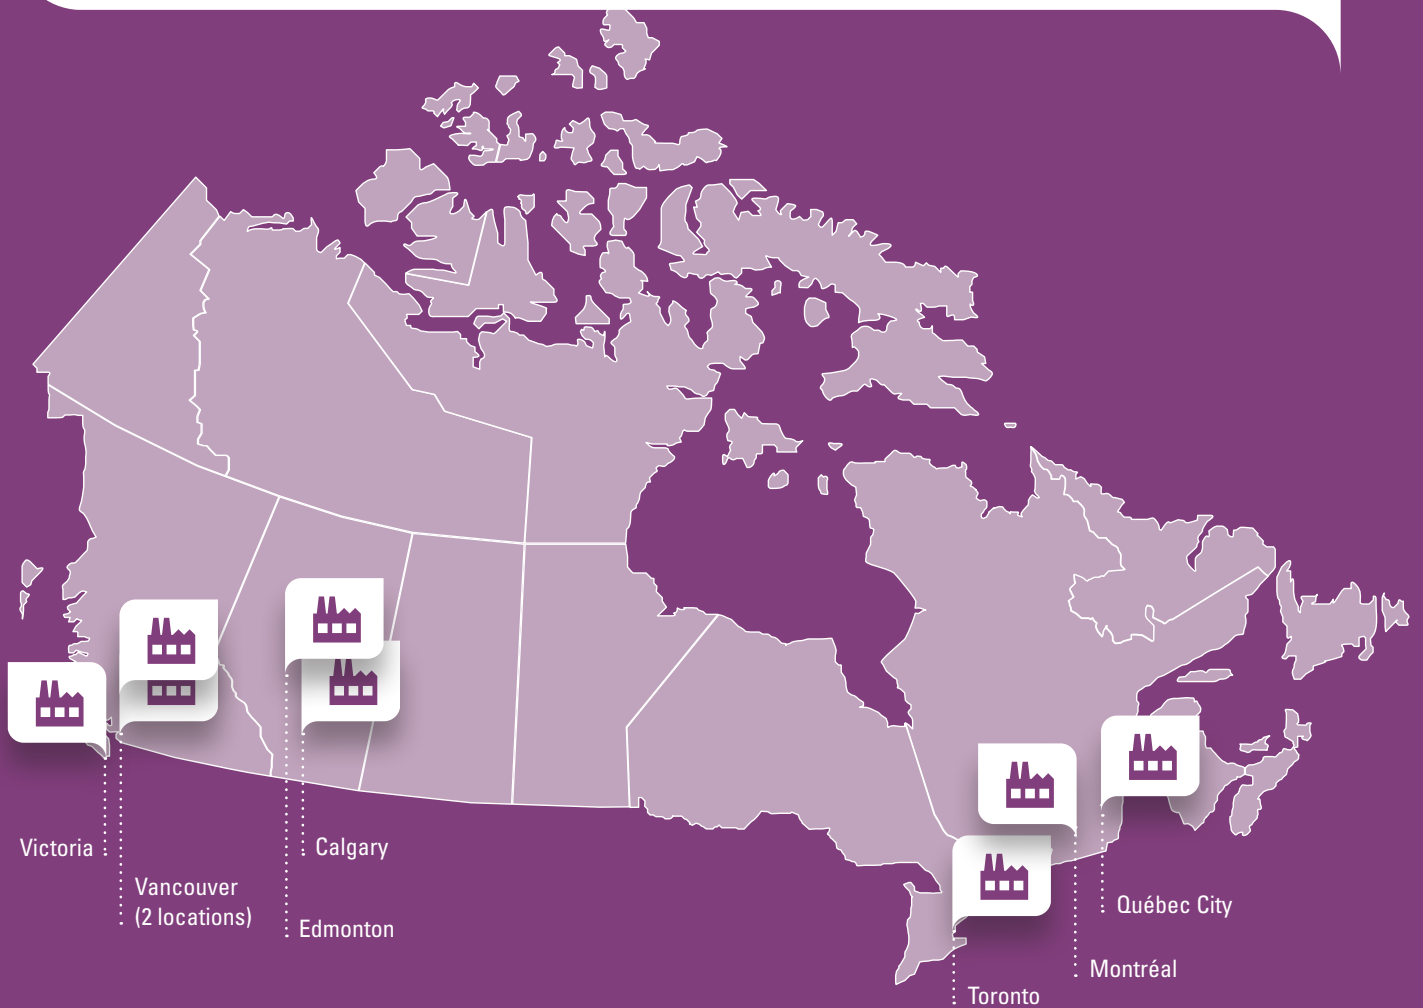 Victoria
Calgary
Vancouver
(2 locations)
Edmonton
Québec City
Montréal
Toronto